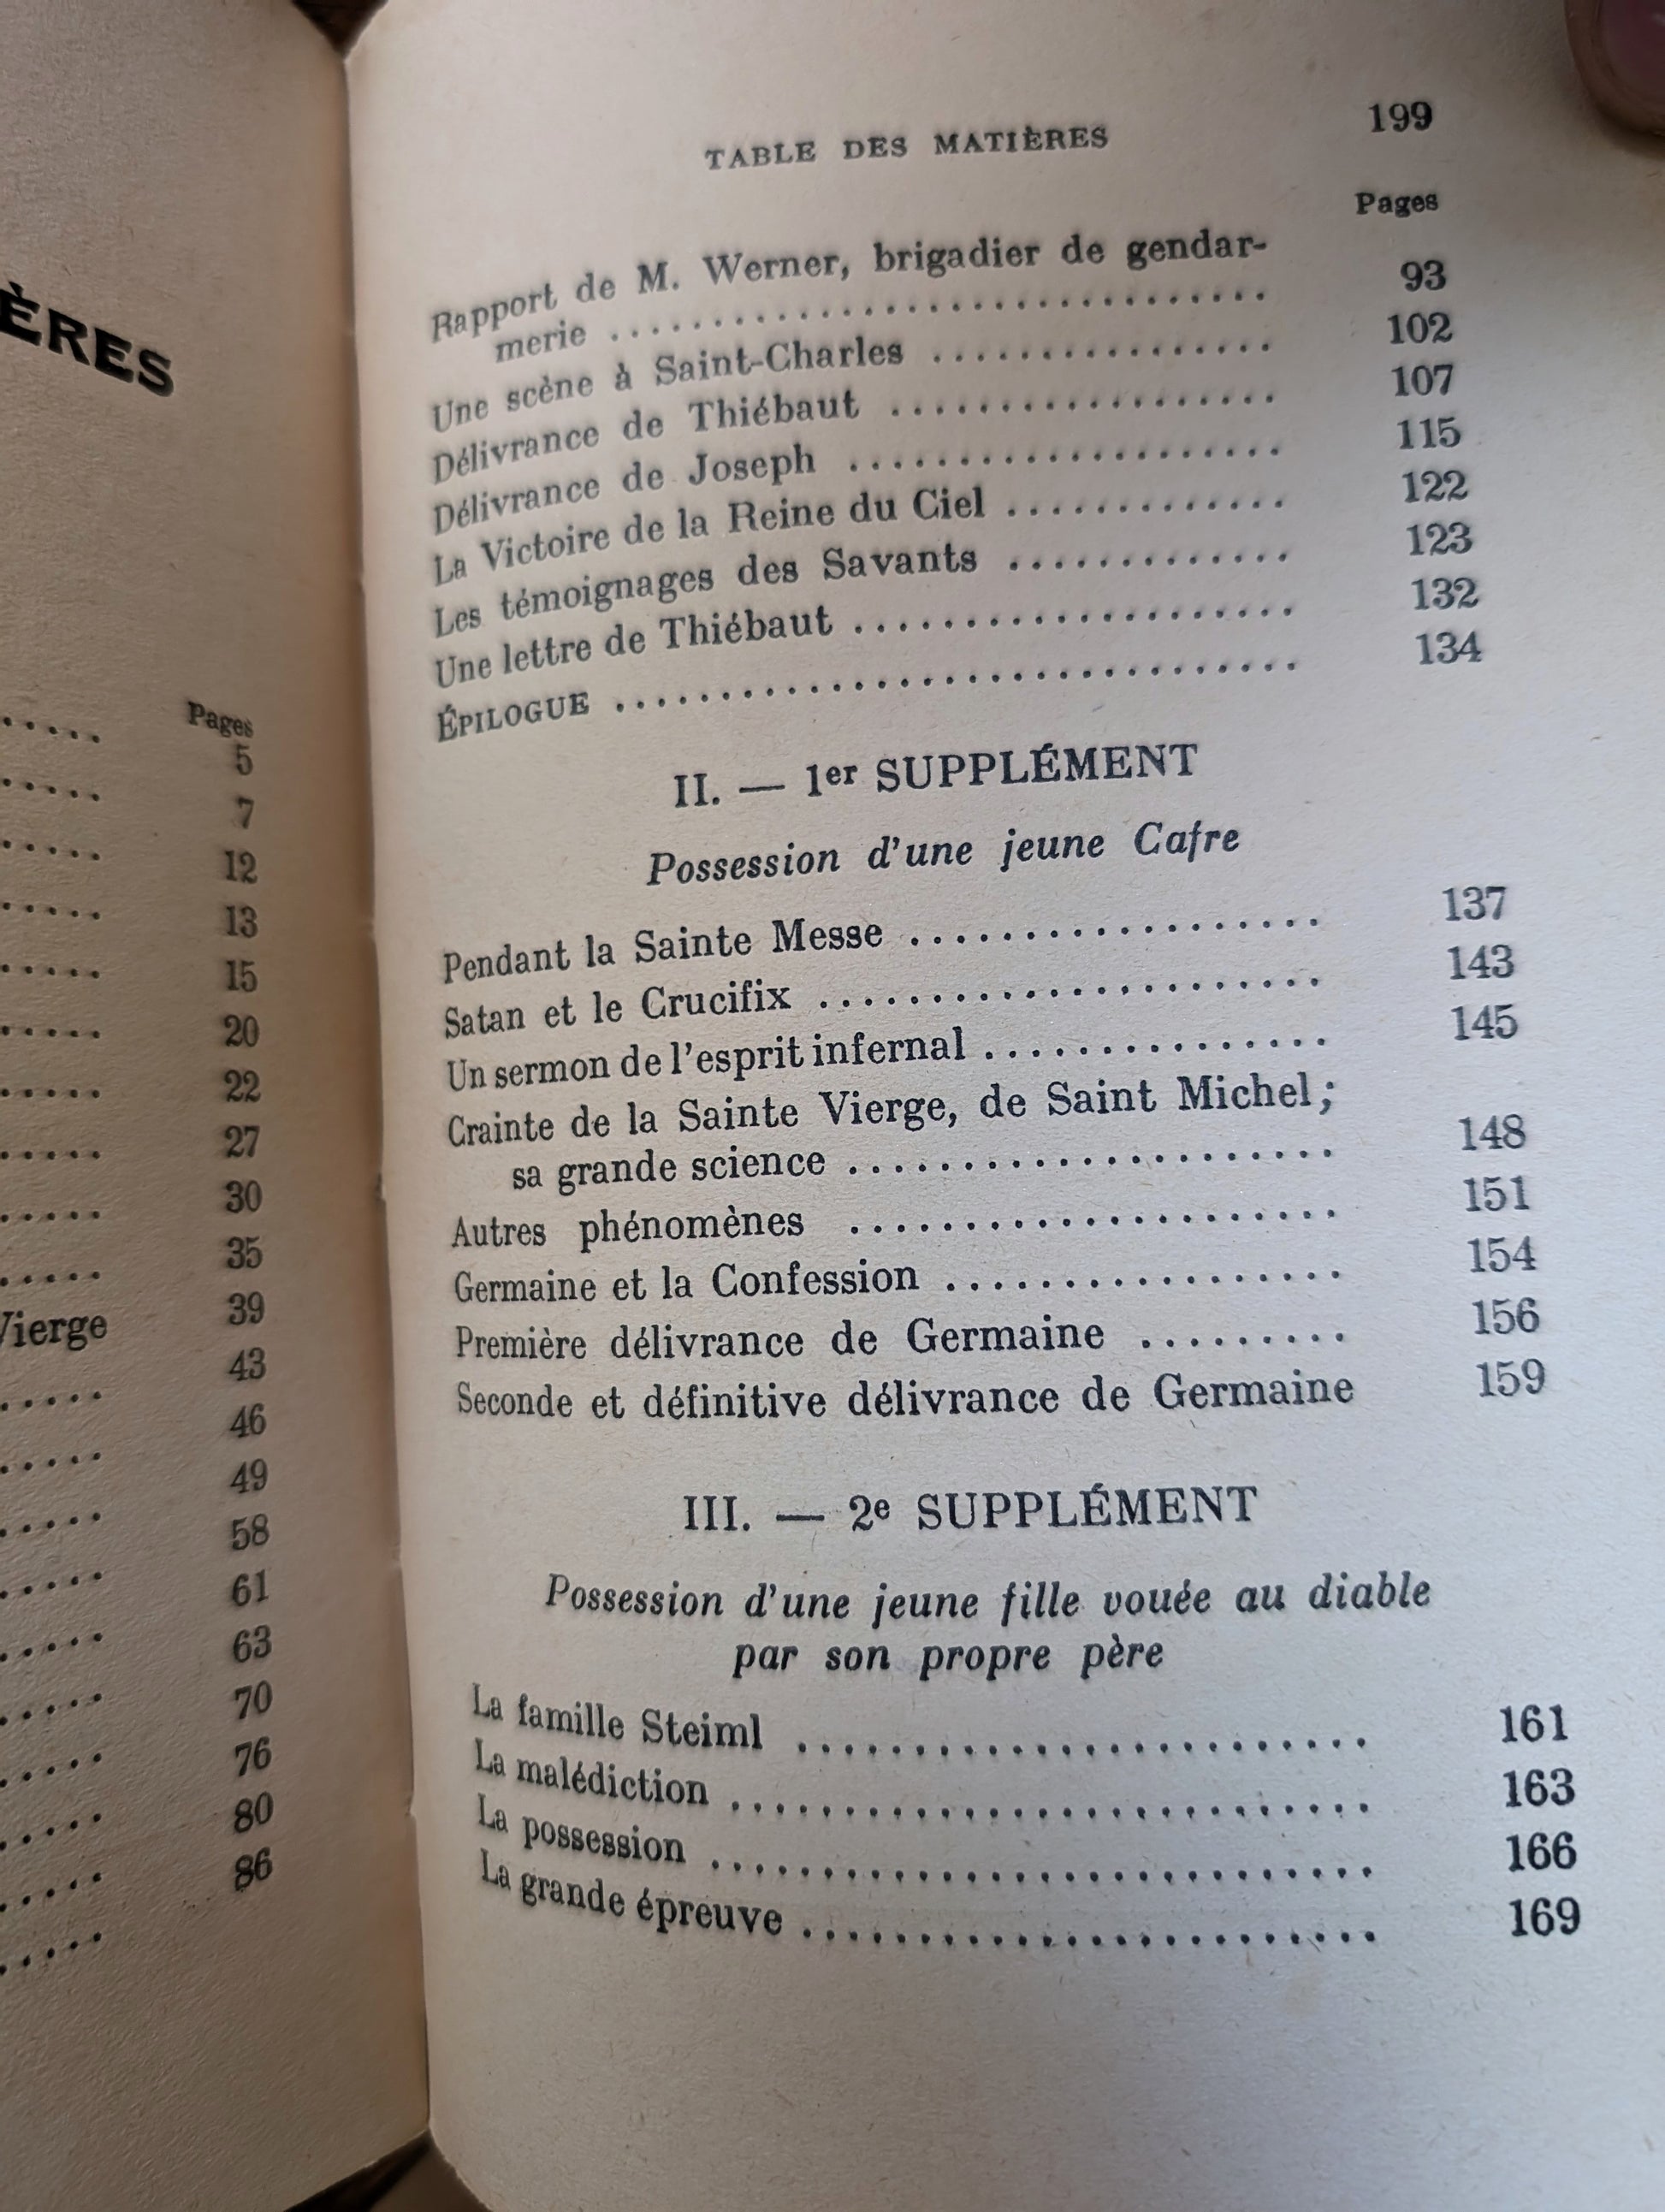 ÈRES
Pages
5
7
12
13
15
20
22
27
30
35
Vierge 39
43
46
49
58
61
63
70
76
80
86
TABLE DES MATIÈRES 199
Pages
Rapport de M. Werner, brigadier de gendar-
merie .............................. 93
Une scène à Saint-Charles ................ 102
Délivrance de Thiébaut .................. 107
Délivrance de Joseph .................... 115
La Victoire de la Reine du Ciel ............. 122
Les témoignages des Savants ............. 123
Une lettre de Thiébaut .................... 132
ÉPILOGUE .............................. 134
II. — 1er SUPPLÉMENT
Possession d'une jeune Cafre
Pendant la Sainte Messe .................. 137
Satan et le Crucifix ...................... 143
Un sermon de l'esprit infernal ............... 145
Crainte de la Sainte Vierge, de Saint Michel ;
sa grande science ..................... 148
Autres phénomènes ..................... 151
Germaine et la Confession ................. 154
Première délivrance de Germaine ......... 156
Seconde et définitive délivrance de Germaine 159
III. — 2e SUPPLÉMENT
Possession d'une jeune fille vouée au diable
par son propre père
La famille Steiml ........................ 161
La malédiction ............................ 163
La possession ............................. 166
La grande épreuve ......................... 169